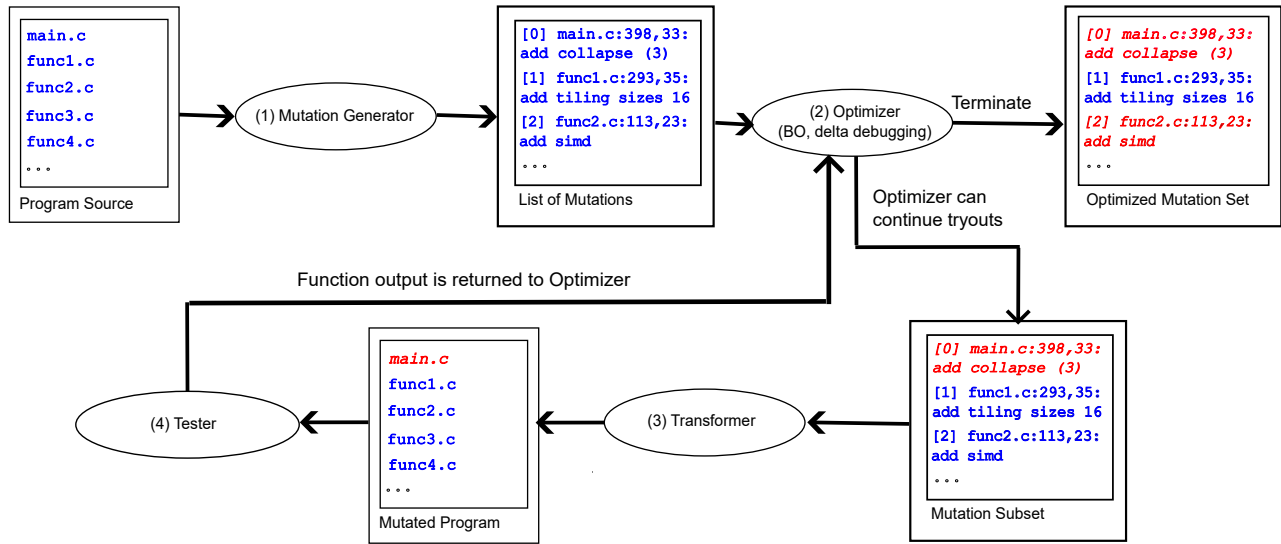 main.c
func1.c
func2.c
func3.c
func4.c
...
Program Source
(1) Mutation Generator
[0] main.c:398,33:
add collapse (3)
[1] func1.c:293,35:
add tiling sizes 16
[2] func2.c:113,23:
add simd
...
List of Mutations
(2) Optimizer
(BO, delta debugging)
Terminate
[0] main.c:398,33:
add collapse (3)
[1] func1.c:293,35:
add tiling sizes 16
[2] func2.c:113,23:
add simd
...
Optimized Mutation Set
Optimizer can
continue tryouts
Function output is returned to Optimizer
(4) Tester
main.c
func1.c
func2.c
func3.c
func4.c
...
Mutated Program
(3) Transformer
[0] main.c:398,33:
add collapse (3)
[1] func1.c:293,35:
add tiling sizes 16
[2] func2.c:113,23:
add simd
...
Mutation Subset